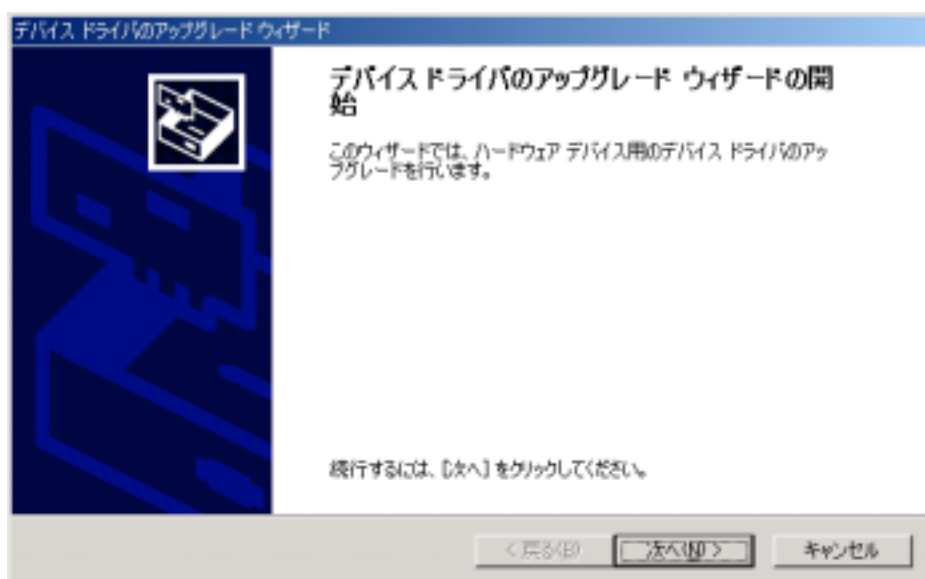 デバイス ドライバのアップグレード ウィザード
デバイス ドライバのアップグレード ウィザードの開
始
このウィザードでは、ハードウェア デバイス用のデバイス ドライバのアッ
プグレードを行います。
続行するには、[次へ] をクリックしてください。
< 戻る(B) 次へ(N) > キャンセル